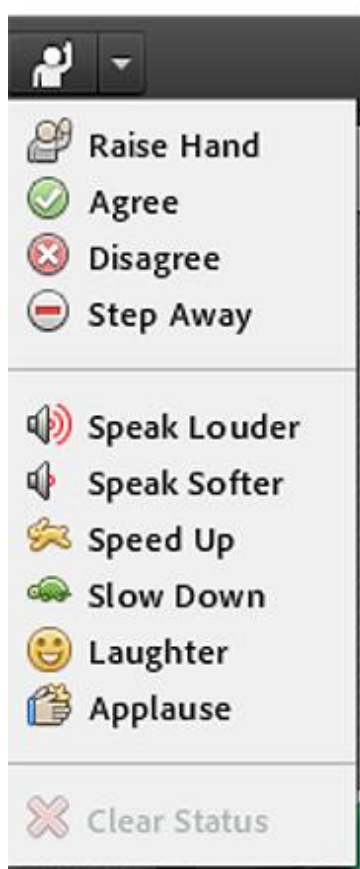 Raise Hand
Agree
Disagree
Step Away
Speak Louder
Speak Softer
Speed Up
Slow Down
Laughter
Applause
Clear Status